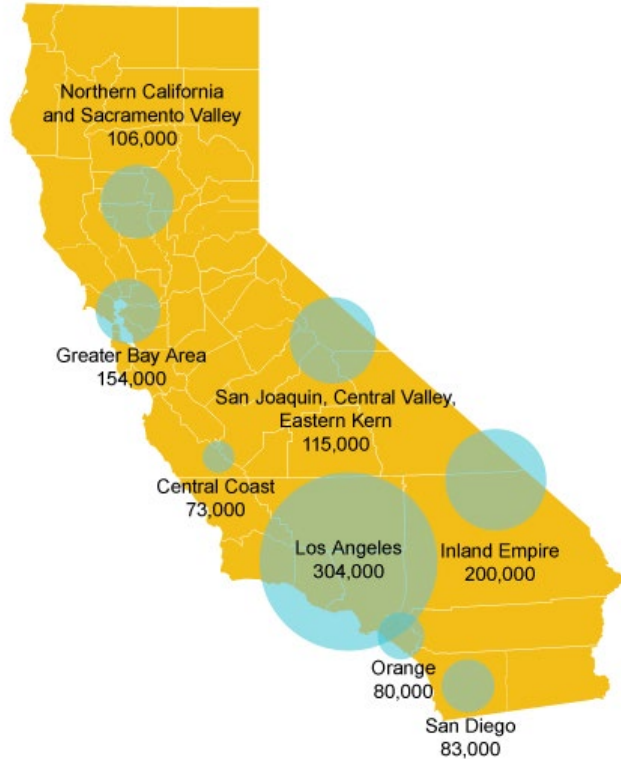 Northern California
and Sacramento Valley
106,000
Greater Bay Area
154,000
San Joaquin, Central Valley,
Eastern Kern
115,000
Central Coast
73,000
Los Angeles
304,000
Inland Empire
200,000
Orange
80,000
San Diego
83,000